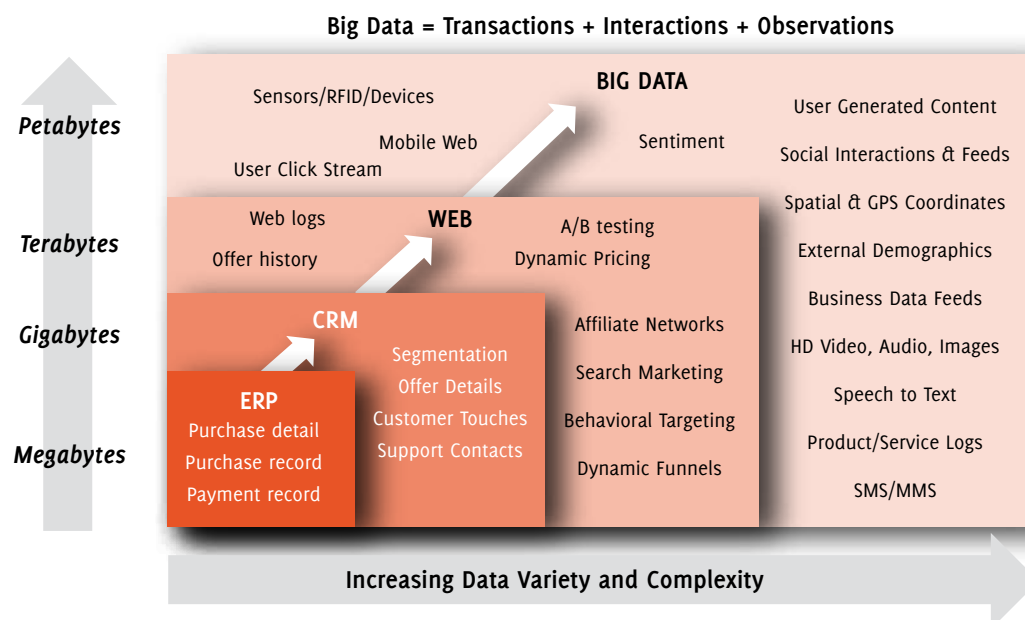 Big Data = Transactions + Interactions + Observations
Petabytes
Terabytes
Gigabytes
Megabytes
BIG DATA
Sensors/RFID/Devices
Mobile Web
User Click Stream
Sentiment
User Generated Content
Social Interactions & Feeds
Spatial & GPS Coordinates
External Demographics
Business Data Feeds
HD Video, Audio, Images
Speech to Text
Product/Service Logs
SMS/MMS
WEB
Web logs
Offer history
A/B testing
Dynamic Pricing
Affiliate Networks
Search Marketing
Behavioral Targeting
Dynamic Funnels
CRM
Segmentation
Offer Details
Customer Touches
Support Contacts
ERP
Purchase detail
Purchase record
Payment record
Increasing Data Variety and Complexity